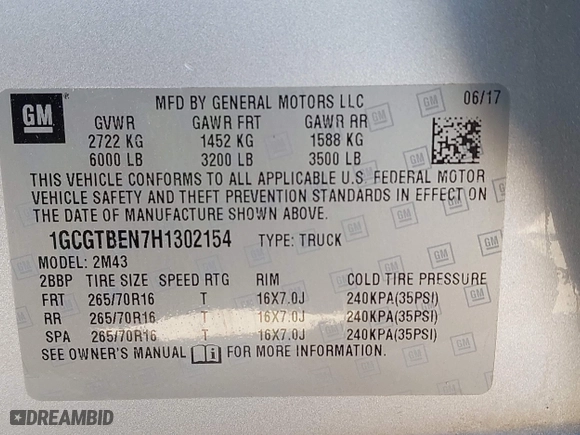 GM
MFD BY GENERAL MOTORS LLC 06/17
GVWR GAWR FRT GAWR RR
2722 KG 1452 KG 1588 KG
6000 LB 3200 LB 3500 LB
THIS VEHICLE CONFORMS TO ALL APPLICABLE U.S. FEDERAL MOTOR
VEHICLE SAFETY AND THEFT PREVENTION STANDARDS IN EFFECT ON
THE DATE OF MANUFACTURE SHOWN ABOVE.
1GCGTBEN7H1302154 TYPE: TRUCK
MODEL: 2M43
2BBP TIRE SIZE SPEED RTG RIM COLD TIRE PRESSURE
FRT 265/70R16 T 16X7.0J 240KPA(35PSI)
RR 265/70R16 T 16X7.0J 240KPA(35PSI)
SPA 265/70R16 T 16X7.0J 240KPA(35PSI)
SEE OWNER'S MANUAL FOR MORE INFORMATION.
DREAMBID